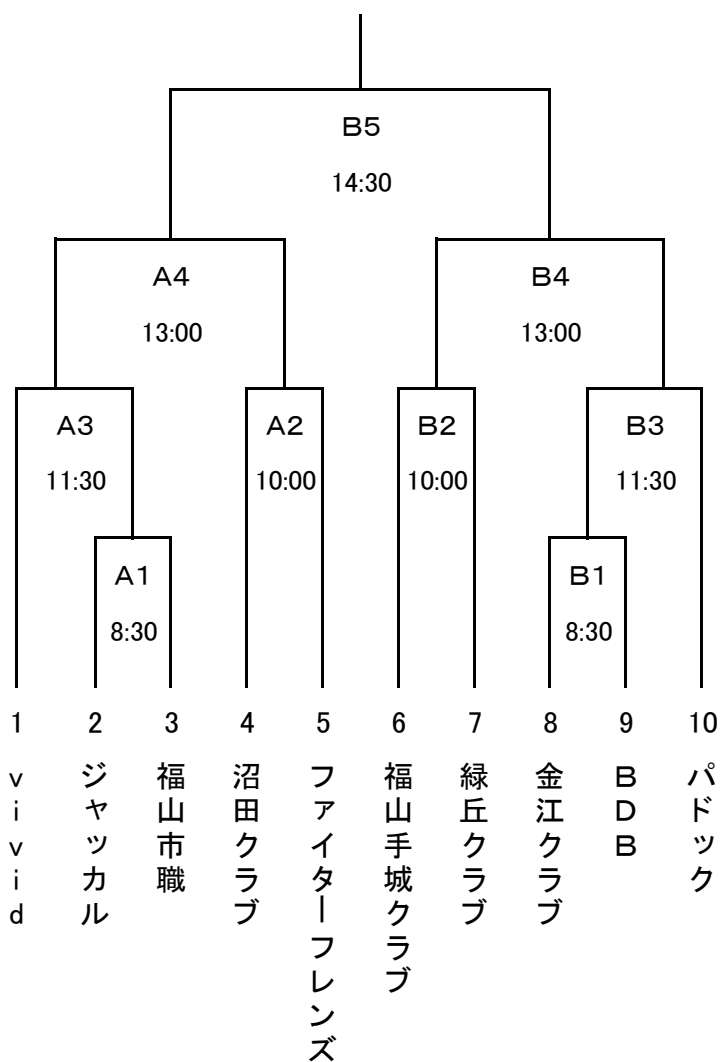 B5
14:30
A4
B4
13:00
13:00
A3
A2
B2
B3
11:30
10:00
10:00
11:30
A1
B1
8:30
8:30
1
2
3
4
5
6
7
8
9
10
vivid
ジャッカル
福山市職
沼田クラブ
ファイターフレンズ
福山手城クラブ
緑丘クラブ
金江クラブ
BDB
パドック